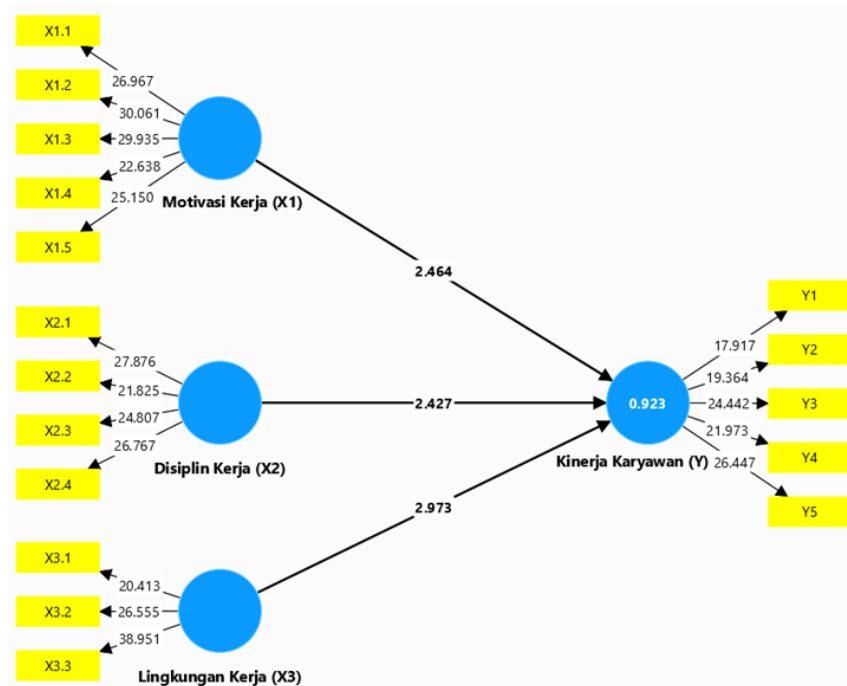 X1.1
26.967
X1.2
30.061
X1.3
29.935
22.638
X1.4
25.150
Motivasi Kerja (X1)
X1.5
2.464
X2.1
27.876
X2.2
21.825
X2.3
24.807
26.767
X2.4
Disiplin Kerja (X2)
2.427
Y1
17.917
Y2
19.364
0.923
24.442
Y3
21.973
Y4
Kinerja Karyawan (Y)
26.447
Y5
2.973
X3.1
20.413
X3.2
26.555
38.951
X3.3
Lingkungan Kerja (X3)